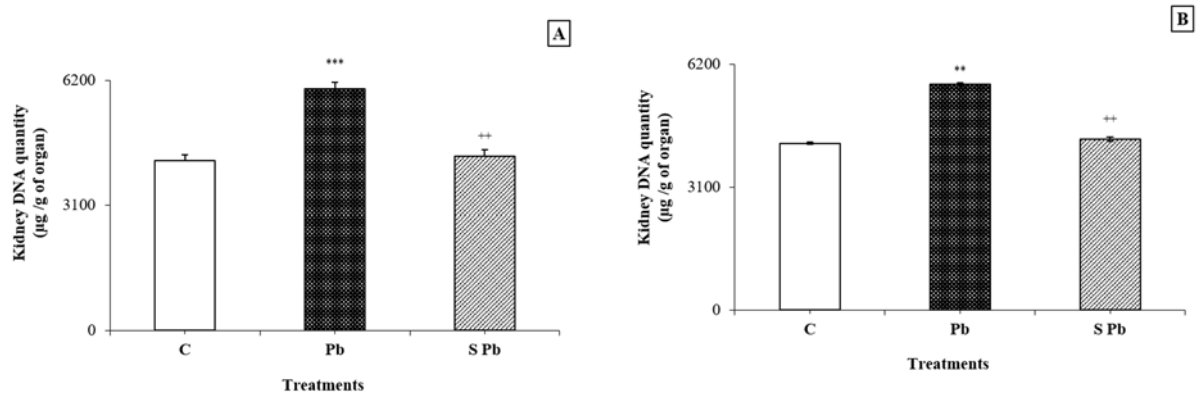 A
Kidney DNA quantity
(µg /g of organ)
6200
3100
0
***
++
C
Pb
S Pb
Treatments
B
Kidney DNA quantity
(µg /g of organ)
6200
3100
0
**
++
C
Pb
S Pb
Treatments